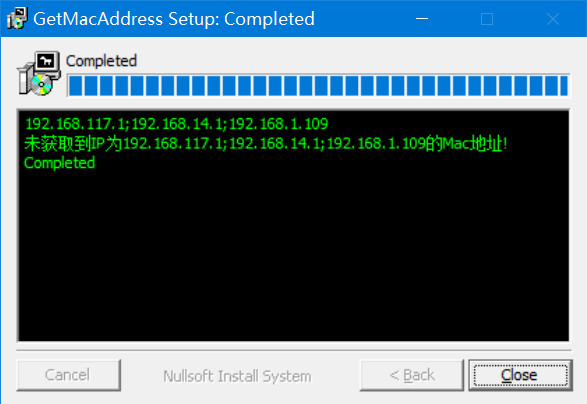 GetMacAddress Setup: Completed
Completed
192.168.117.1;192.168.14.1;192.168.1.109
未获取到IP为192.168.117.1;192.168.14.1;192.168.1.109的Mac地址!
Completed
Cancel
Nullsoft Install System
< Back
Close